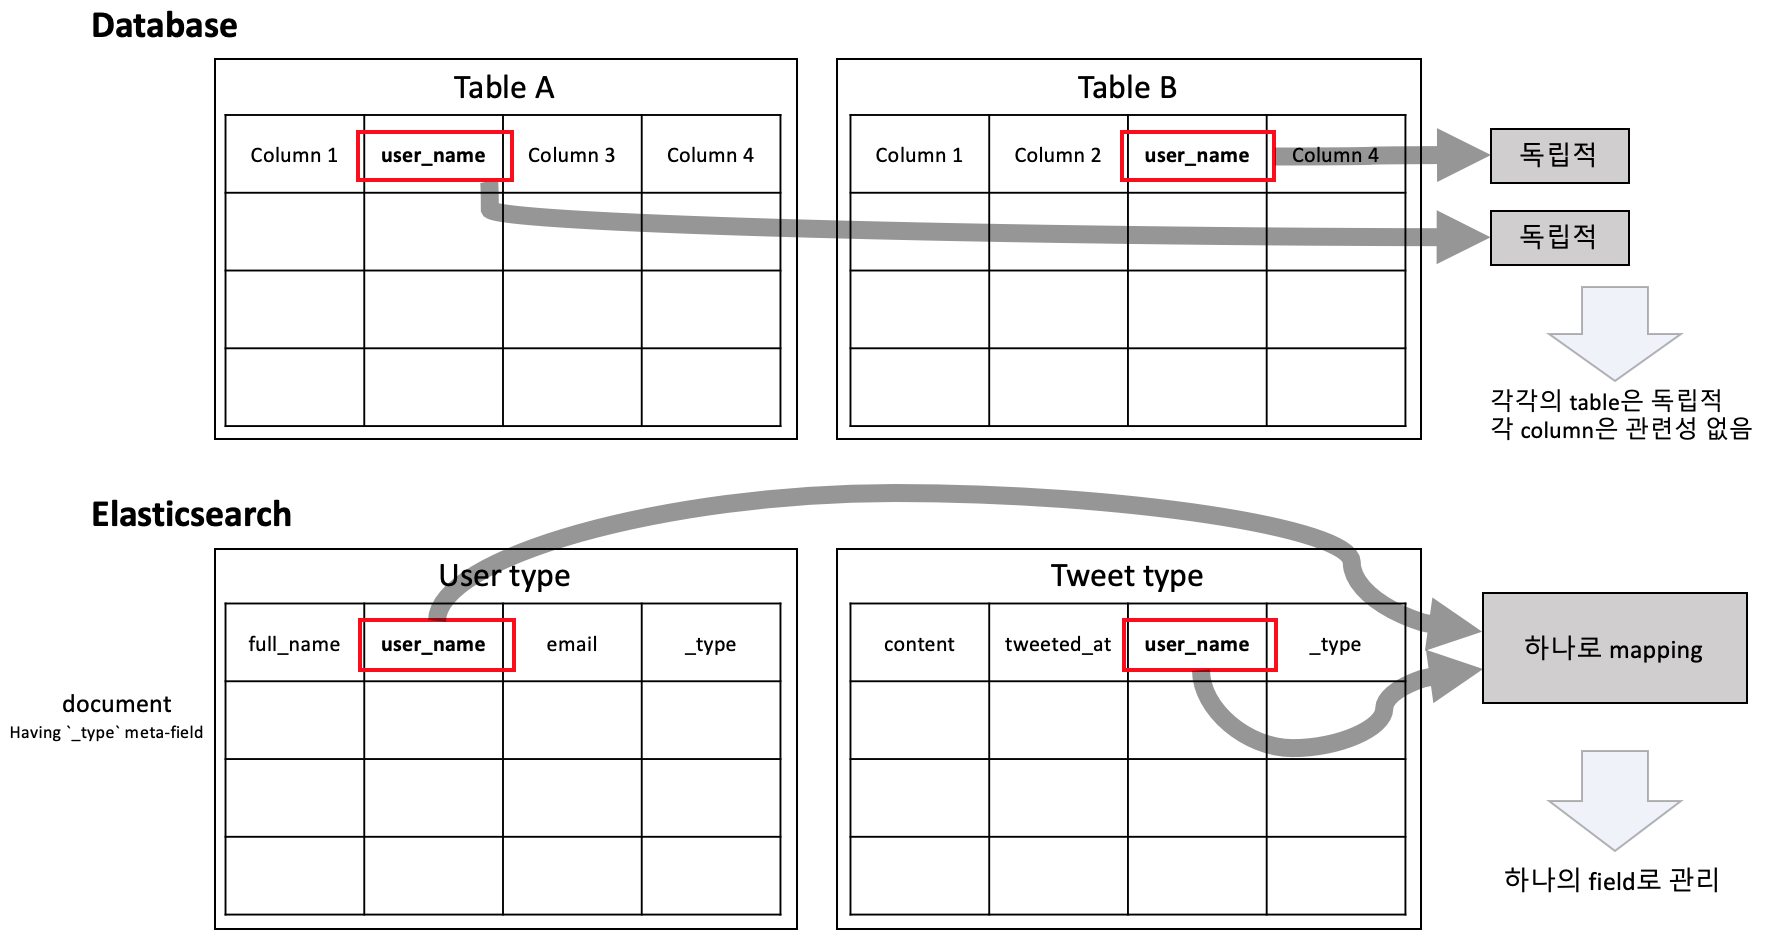 Database
Table A
Column 1 user_name Column 3 Column 4
Table B
Column 1 Column 2 user_name Column 4
독립적
독립적
각각의 table은 독립적
각 column은 관련성 없음
Elasticsearch
User type
full_name user_name email _type
Tweet type
content tweeted_at user_name _type
하나로 mapping
document
Having `_type` meta-field
하나의 field로 관리